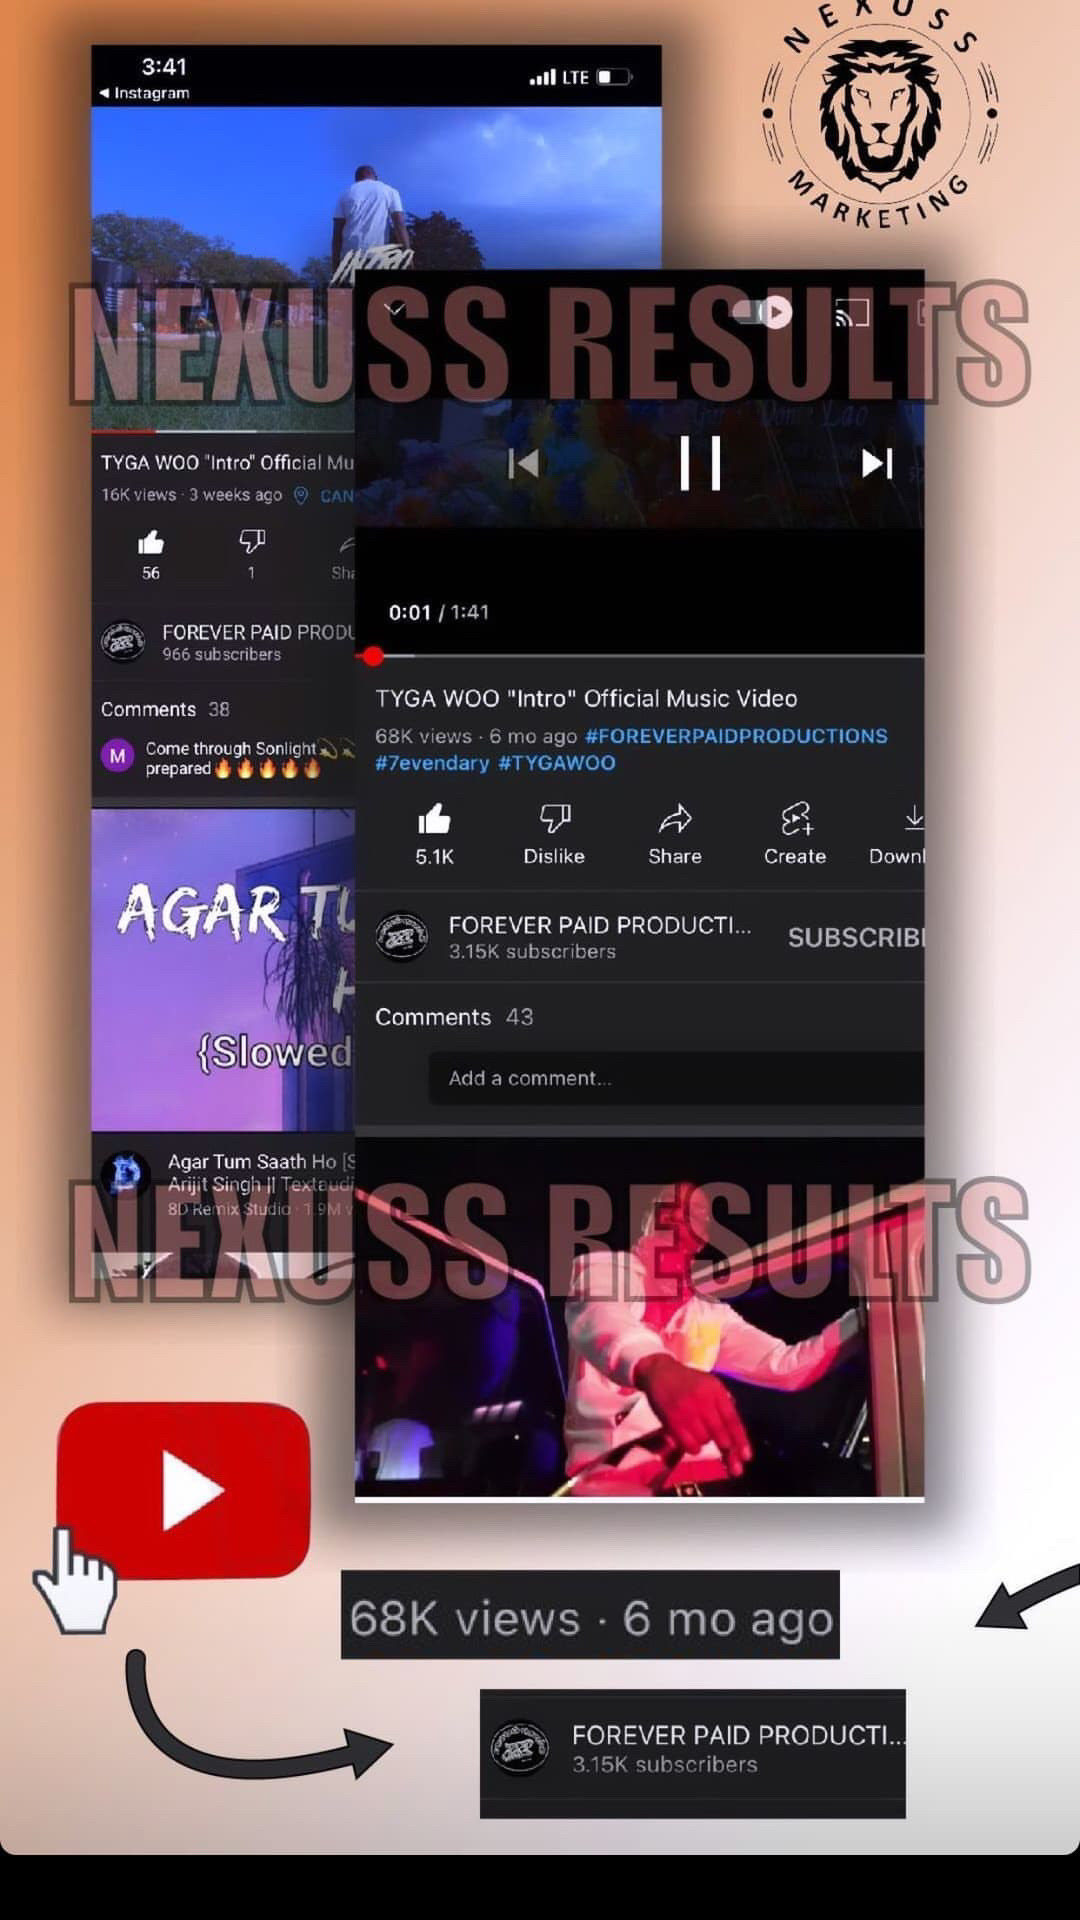 NEXUSS
MARKETING
3:41
LTE
◀ Instagram
INTRO
NEXUSS RESULTS
TYGA WOO "Intro" Official Mu
16K views · 3 weeks ago CAN
56
1
Sha
FOREVER PAID PRODU
966 subscribers
Comments 38
M
Come through Sonlight
prepared🔥🔥🔥🔥🔥
AGAR TU
H
{Slowed
Agar Tum Saath Ho [S
Arijit Singh || Textaudi
8D Remix Studio · 1.9M v
0:01 / 1:41
TYGA WOO "Intro" Official Music Video
68K views · 6 mo ago #FOREVERPAIDPRODUCTIONS
#7evendary #TYGAWOO
5.1K
Dislike
Share
Create
Downl
FOREVER PAID PRODUCTI...
3.15K subscribers
SUBSCRIBE
Comments 43
Add a comment...
NEXUSS RESULTS
68K views · 6 mo ago
FOREVER PAID PRODUCTI...
3.15K subscribers